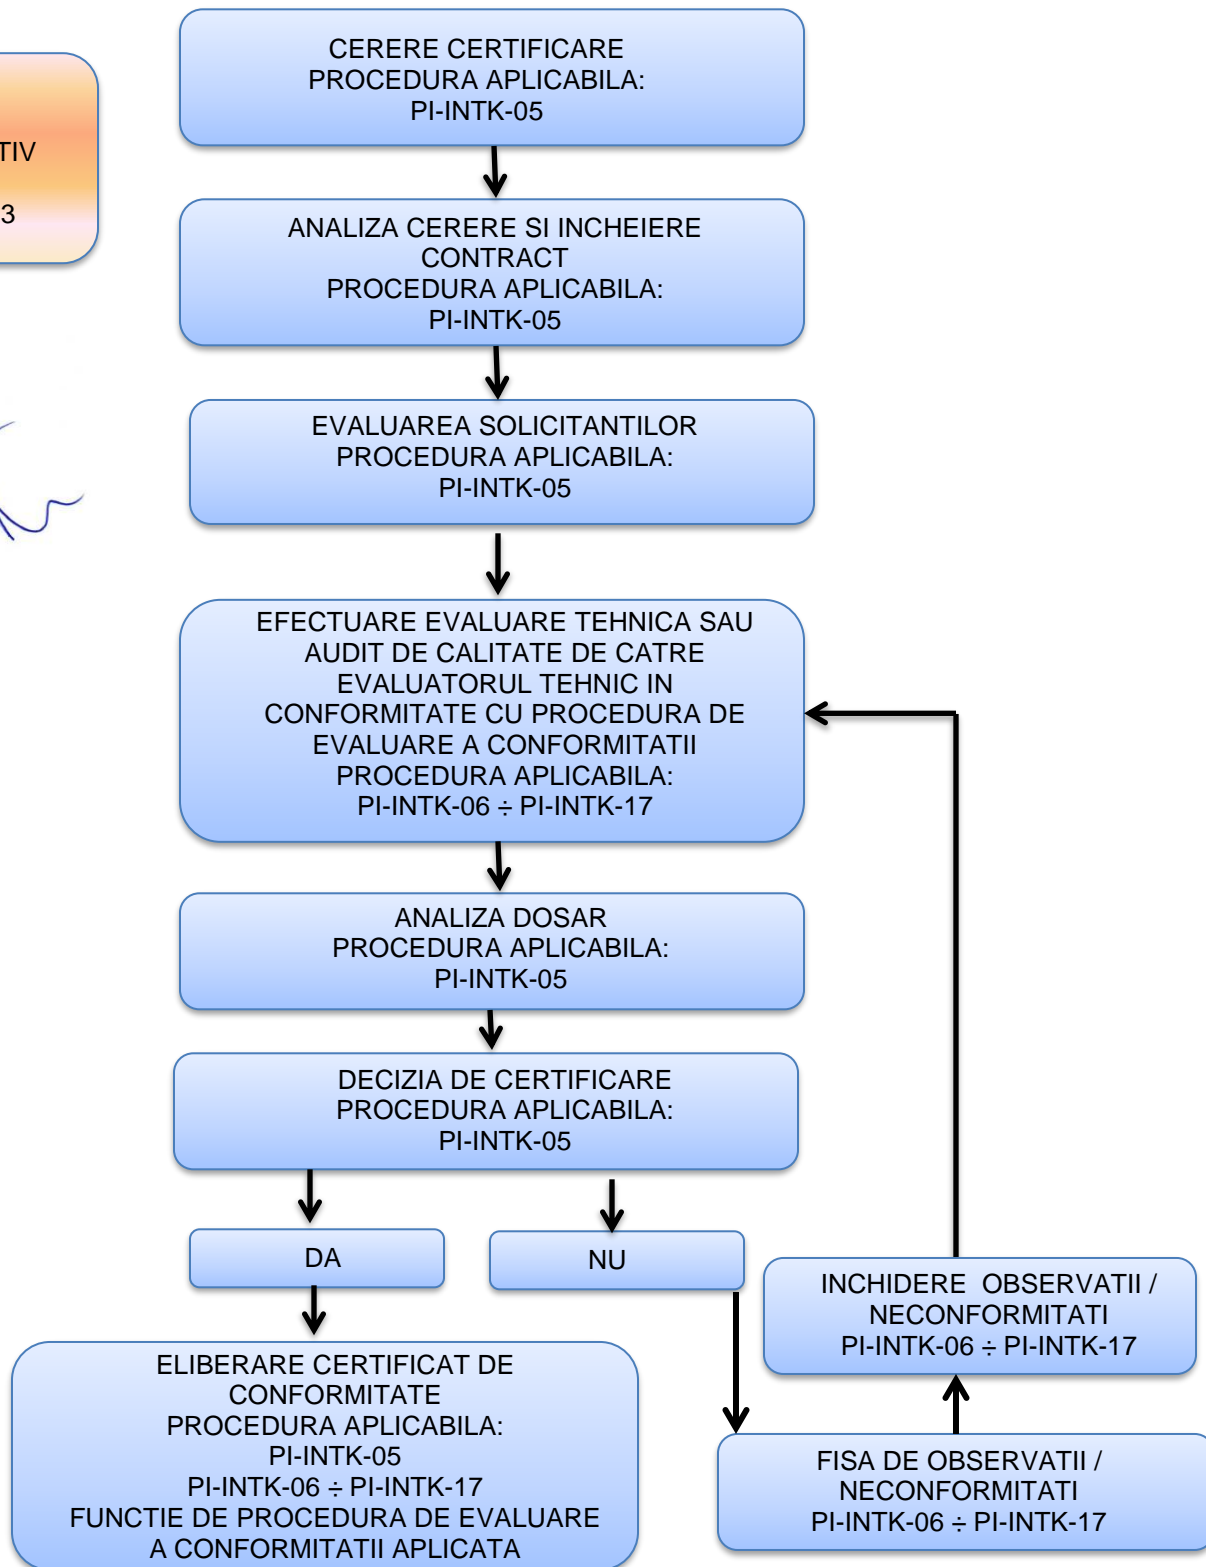 CERERE CERTIFICARE
PROCEDURA APLICABILA:
PI-INTK-05
TIV
3
ANALIZA CERERE SI INCHEIERE
CONTRACT
PROCEDURA APLICABILA:
PI-INTK-05
EVALUAREA SOLICITANTILOR
PROCEDURA APLICABILA:
PI-INTK-05
EFECTUARE EVALUARE TEHNICA SAU
AUDIT DE CALITATE DE CATRE
EVALUATORUL TEHNIC IN
CONFORMITATE CU PROCEDURA DE
EVALUARE A CONFORMITATII
PROCEDURA APLICABILA:
PI-INTK-06 ÷ PI-INTK-17
ANALIZA DOSAR
PROCEDURA APLICABILA:
PI-INTK-05
DECIZIA DE CERTIFICARE
PROCEDURA APLICABILA:
PI-INTK-05
DA
NU
INCHIDERE OBSERVATII /
NECONFORMITATI
PI-INTK-06 ÷ PI-INTK-17
ELIBERARE CERTIFICAT DE
CONFORMITATE
PROCEDURA APLICABILA:
PI-INTK-05
PI-INTK-06 ÷ PI-INTK-17
FUNCTIE DE PROCEDURA DE EVALUARE
A CONFORMITATII APLICATA
FISA DE OBSERVATII /
NECONFORMITATI
PI-INTK-06 ÷ PI-INTK-17